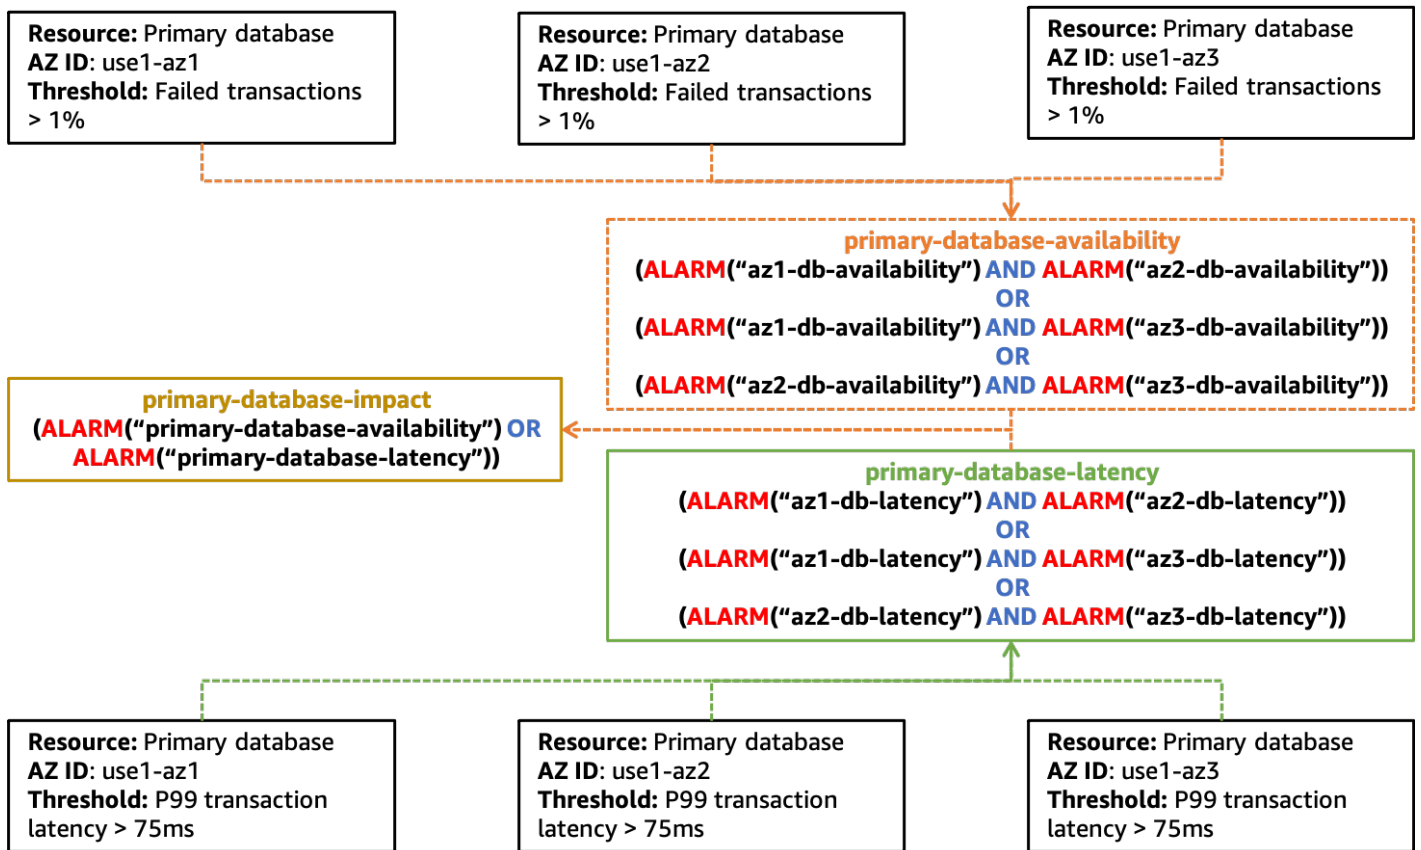 Resource: Primary database
AZ ID: use1-az1
Threshold: Failed transactions
> 1%
Resource: Primary database
AZ ID: use1-az2
Threshold: Failed transactions
> 1%
Resource: Primary database
AZ ID: use1-az3
Threshold: Failed transactions
> 1%
primary-database-availability
(ALARM(“az1-db-availability”) AND ALARM(“az2-db-availability”))
OR
(ALARM(“az1-db-availability”) AND ALARM(“az3-db-availability”))
OR
(ALARM(“az2-db-availability”) AND ALARM(“az3-db-availability”))
primary-database-impact
(ALARM(“primary-database-availability”) OR
ALARM(“primary-database-latency”))
primary-database-latency
(ALARM(“az1-db-latency”) AND ALARM(“az2-db-latency”))
OR
(ALARM(“az1-db-latency”) AND ALARM(“az3-db-latency”))
OR
(ALARM(“az2-db-latency”) AND ALARM(“az3-db-latency”))
Resource: Primary database
AZ ID: use1-az1
Threshold: P99 transaction
latency > 75ms
Resource: Primary database
AZ ID: use1-az2
Threshold: P99 transaction
latency > 75ms
Resource: Primary database
AZ ID: use1-az3
Threshold: P99 transaction
latency > 75ms